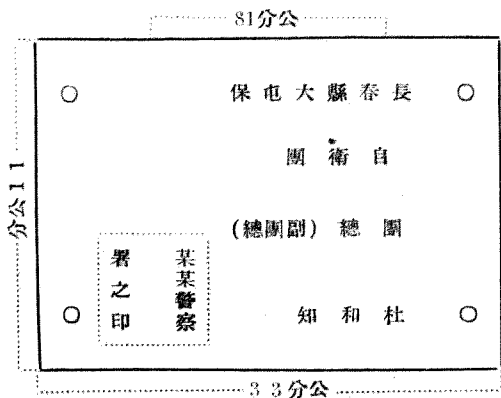 公分18
長春縣大屯保
自衛團
團總(副團總)
杜和知
某某警察
署之印
公分11
公分33